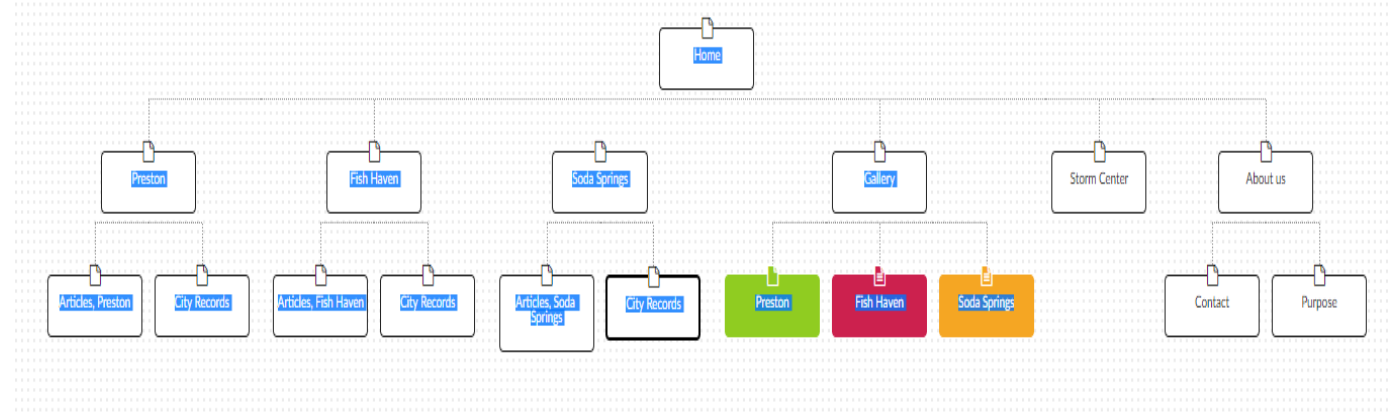 Home
Preston
Fish Haven
Soda Springs
Gallery
Storm Center
About us
Articles, Preston
City Records
Articles, Fish Haven
City Records
Articles, Soda
Springs
City Records
Preston
Fish Haven
Soda Springs
Contact
Purpose